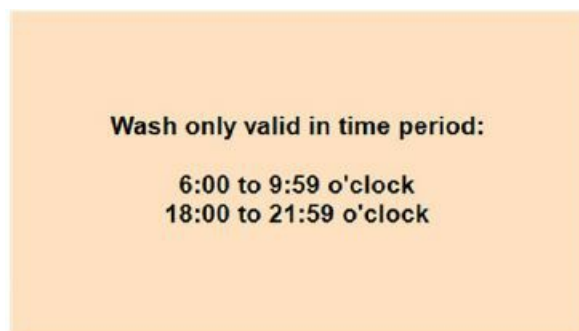 Wash only valid in time period:
6:00 to 9:59 o'clock
18:00 to 21:59 o'clock